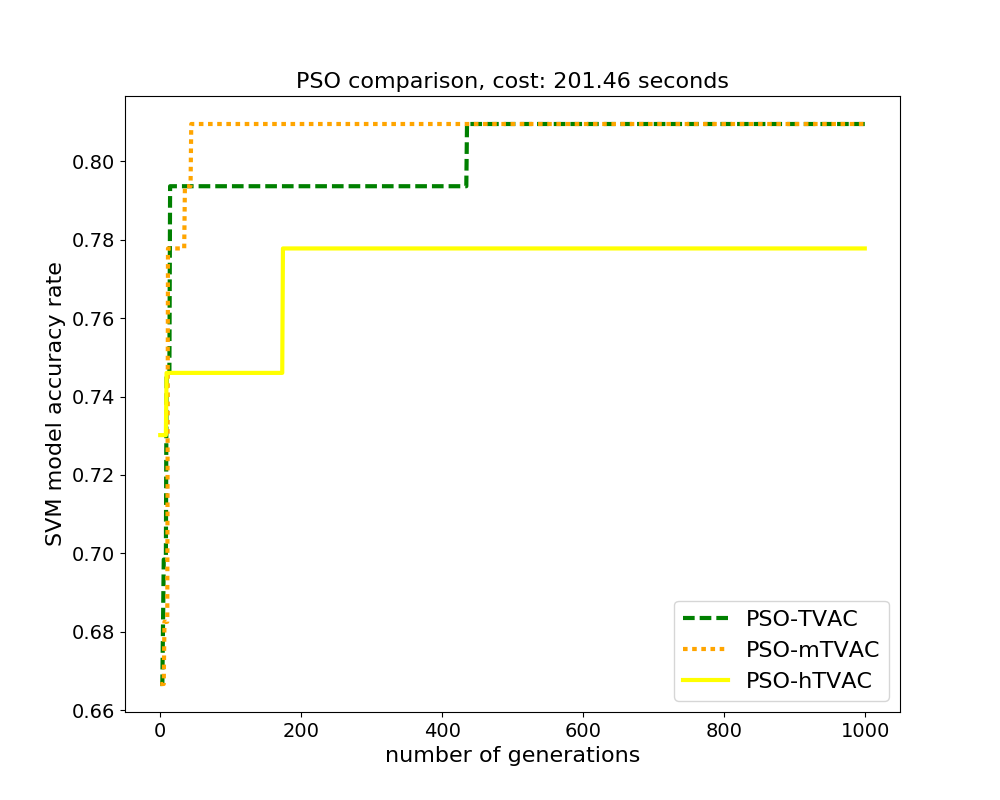 PSO comparison, cost: 201.46 seconds
SVM model accuracy rate
0.80
0.78
0.76
0.74
0.72
0.70
0.68
0.66
0 200 400 600 800 1000
number of generations
PSO-TVAC
PSO-mTVAC
PSO-hTVAC